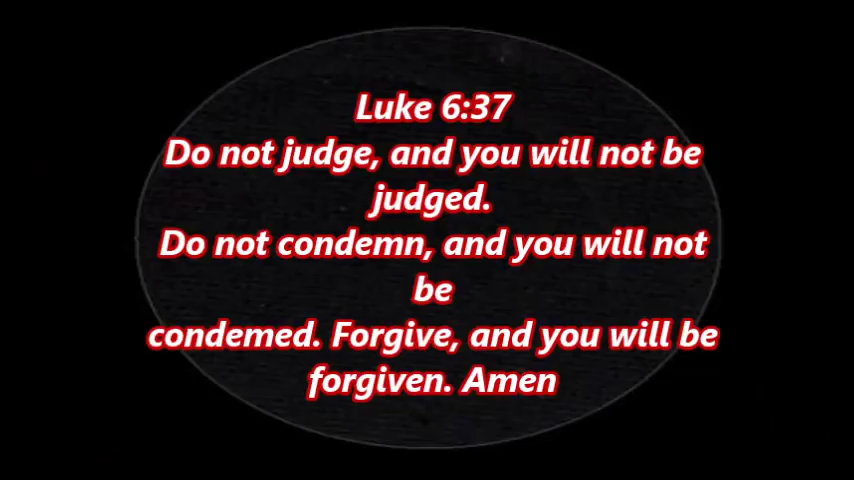 Luke 6:37
Do not judge, and you will not be
judged.
Do not condemn, and you will not
be
condemed. Forgive, and you will be
forgiven. Amen